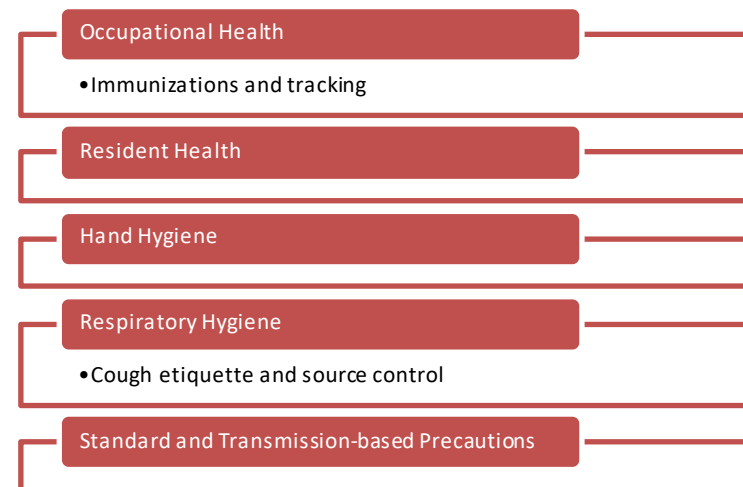 Occupational Health
•Immunizations and tracking
Resident Health
Hand Hygiene
Respiratory Hygiene
•Cough etiquette and source control
Standard and Transmission-based Precautions